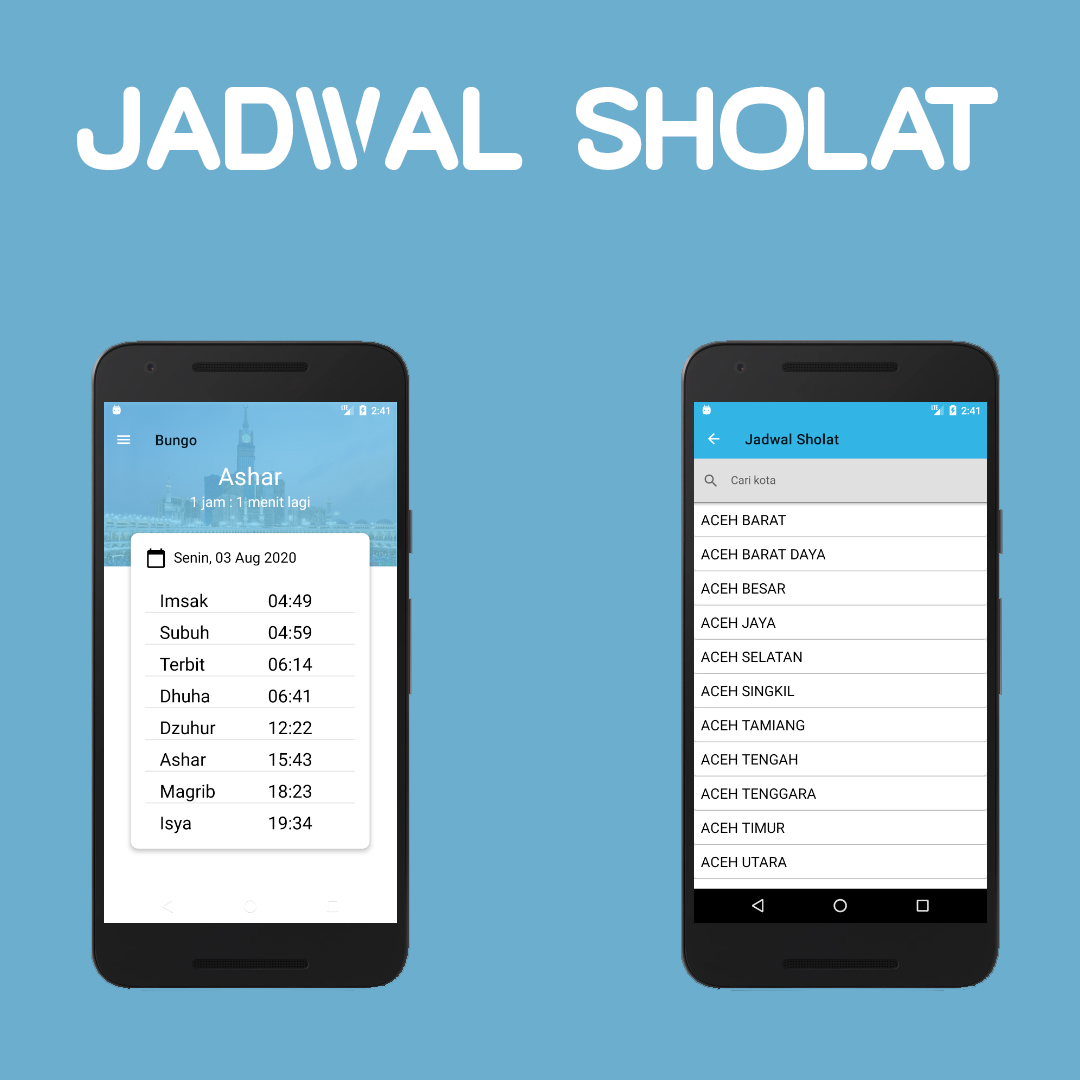 JADWAL SHOLAT
LTE 2:41
Bungo
Ashar
1 jam : 1 menit lagi
Senin, 03 Aug 2020
Imsak 04:49
Subuh 04:59
Terbit 06:14
Dhuha 06:41
Dzuhur 12:22
Ashar 15:43
Magrib 18:23
Isya 19:34
LTE 2:41
Jadwal Sholat
Cari kota
ACEH BARAT
ACEH BARAT DAYA
ACEH BESAR
ACEH JAYA
ACEH SELATAN
ACEH SINGKIL
ACEH TAMIANG
ACEH TENGAH
ACEH TENGGARA
ACEH TIMUR
ACEH UTARA